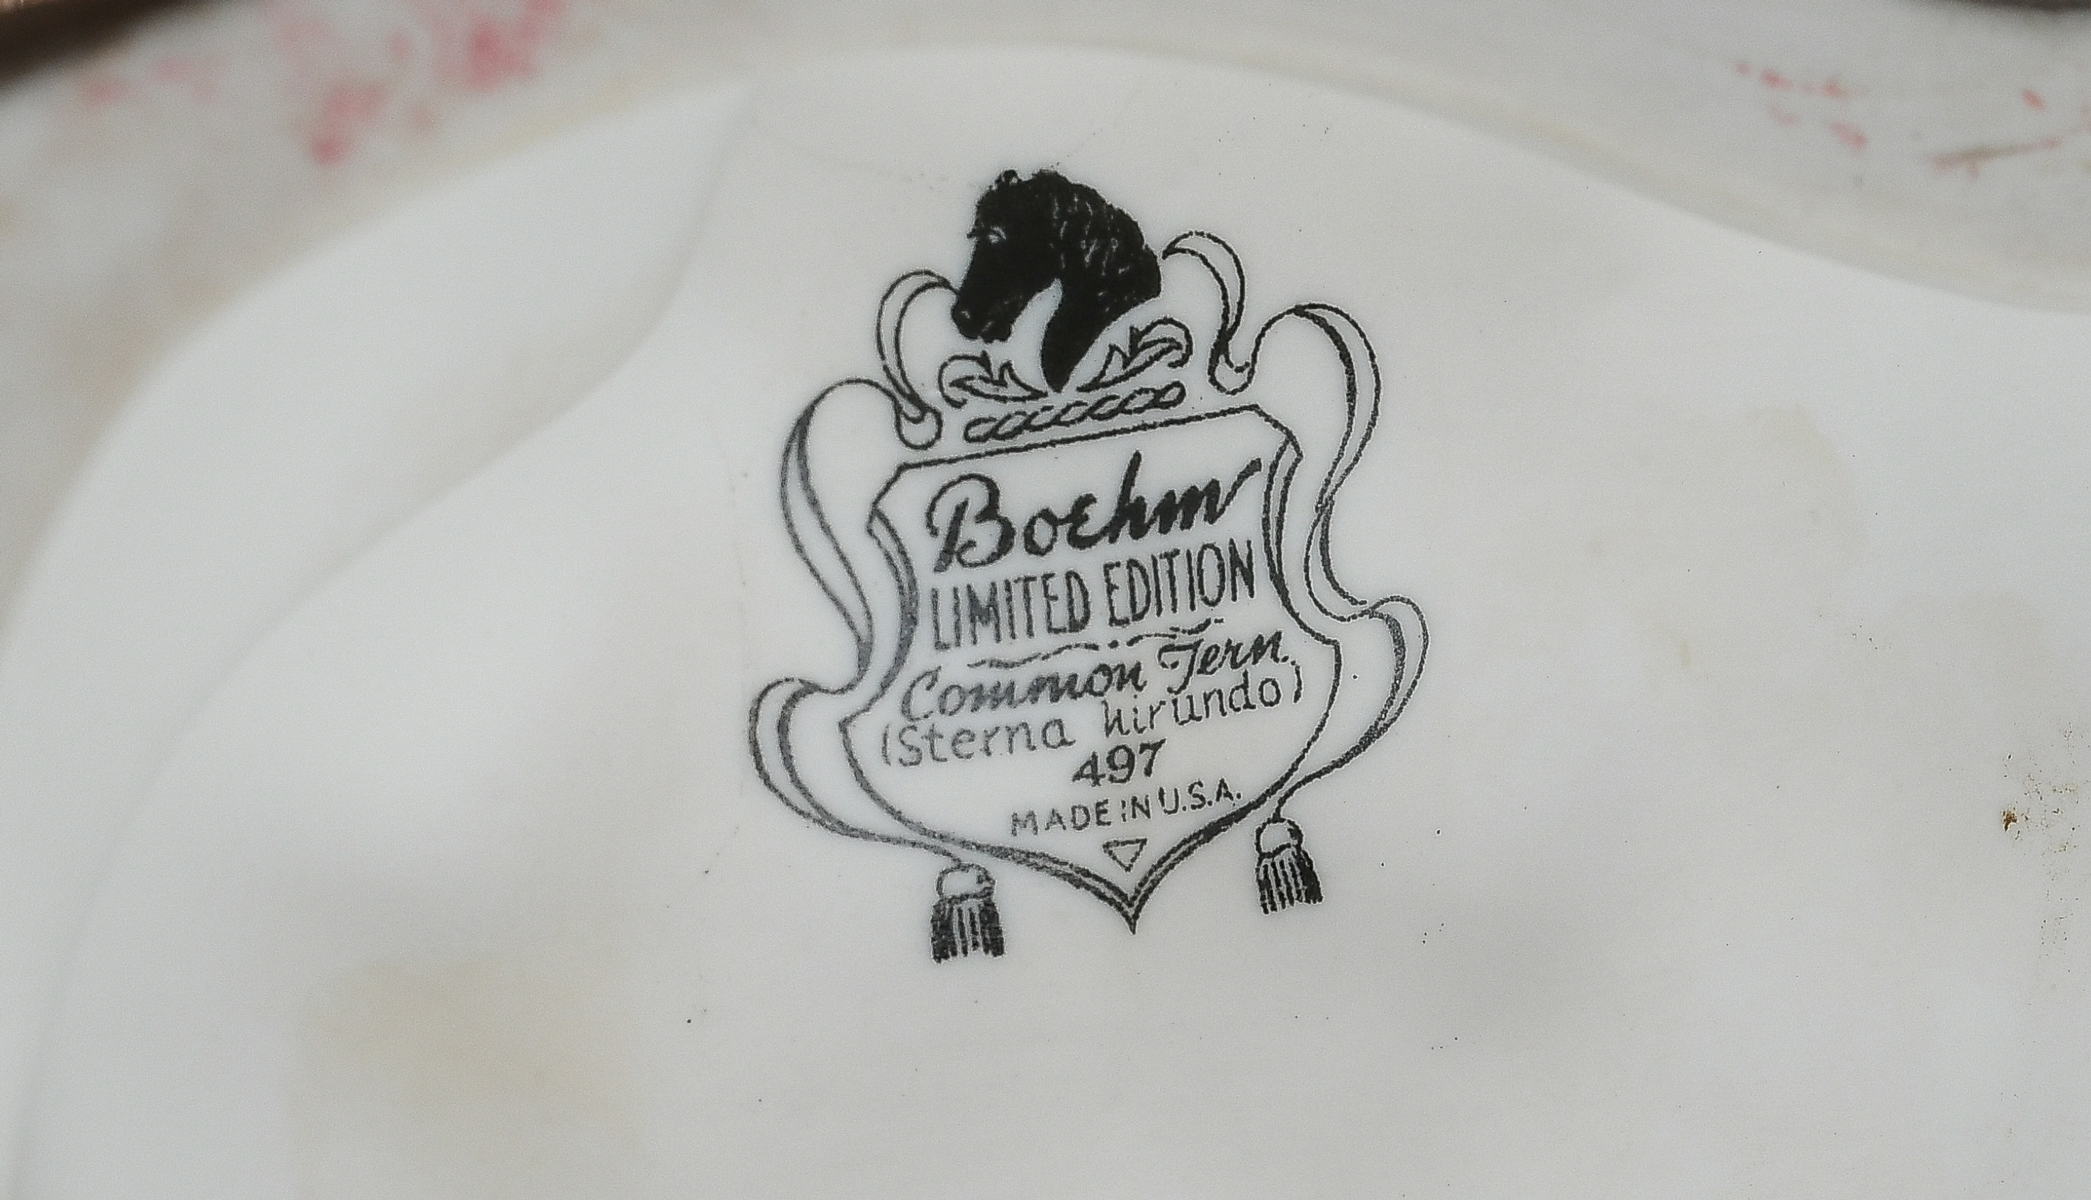 Boehm
LIMITED EDITION
Common Tern
(Sterna hirundo)
497
MADE IN U.S.A.